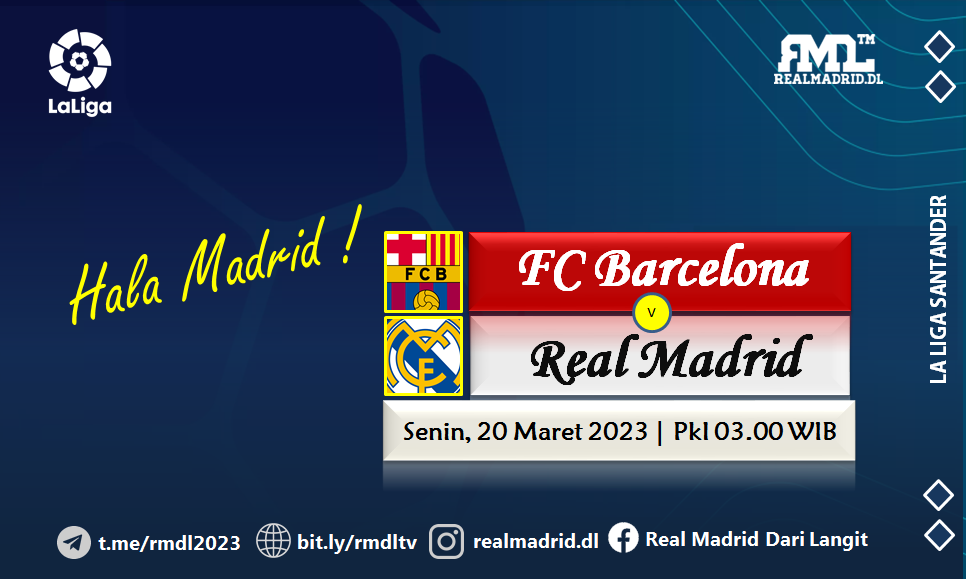 LaLiga
RML™
REALMADRID.DL
Hala Madrid !
FCB
FC Barcelona
v
Real Madrid
Senin, 20 Maret 2023 | Pkl 03.00 WIB
LA LIGA SANTANDER
t.me/rmdl2023
bit.ly/rmdltv
realmadrid.dl
Real Madrid Dari Langit